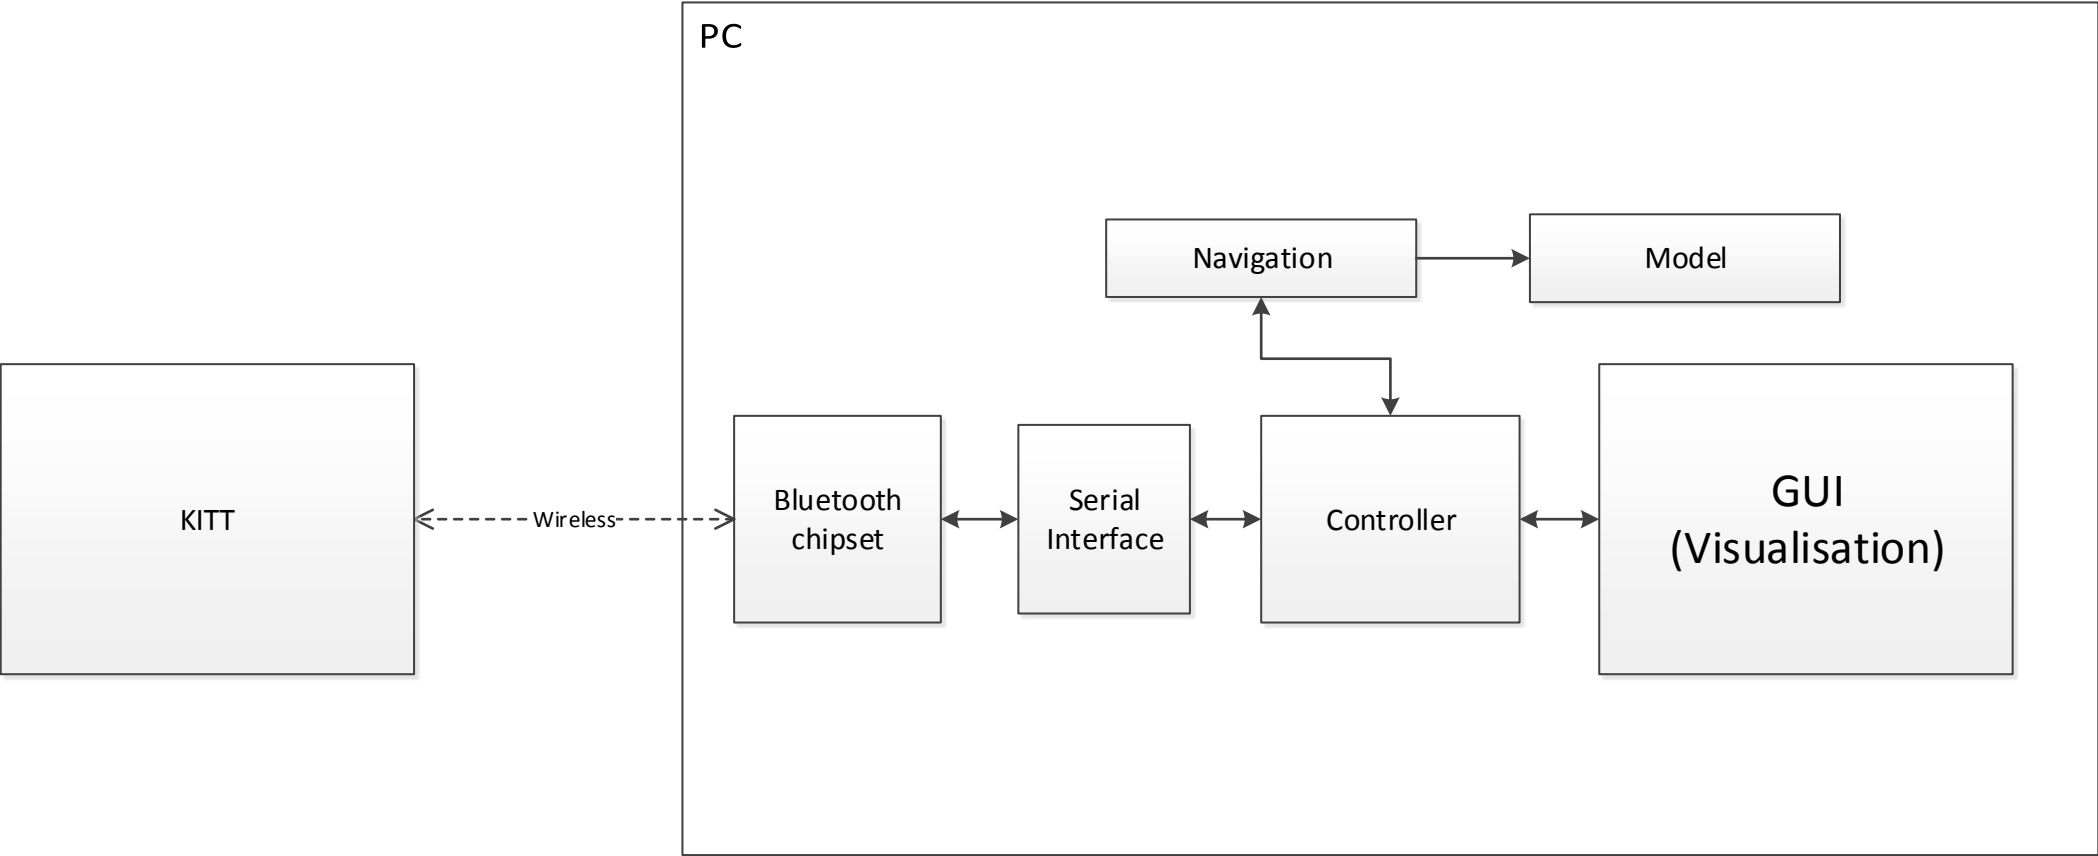 PC
Navigation
Model
KITT
Wireless
Bluetooth
chipset
Serial
Interface
Controller
GUI
(Visualisation)